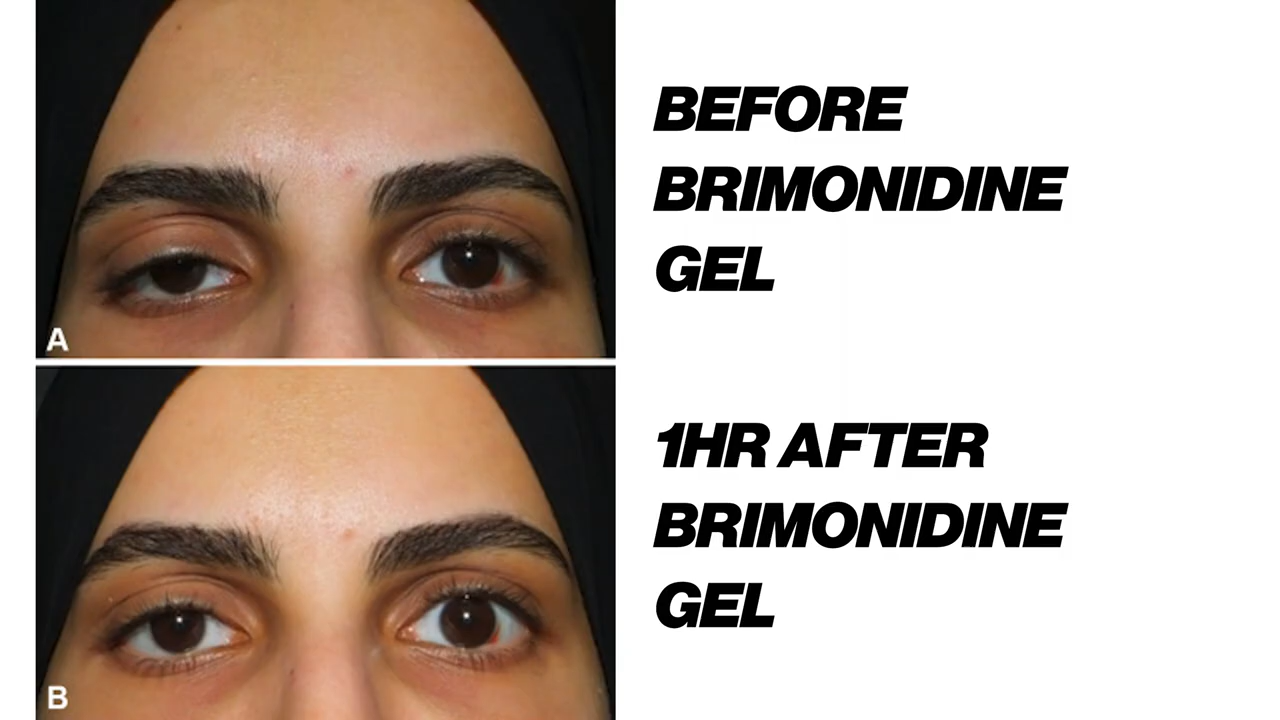 BEFORE
BRIMONIDINE
GEL
A
1HR AFTER
BRIMONIDINE
GEL
B